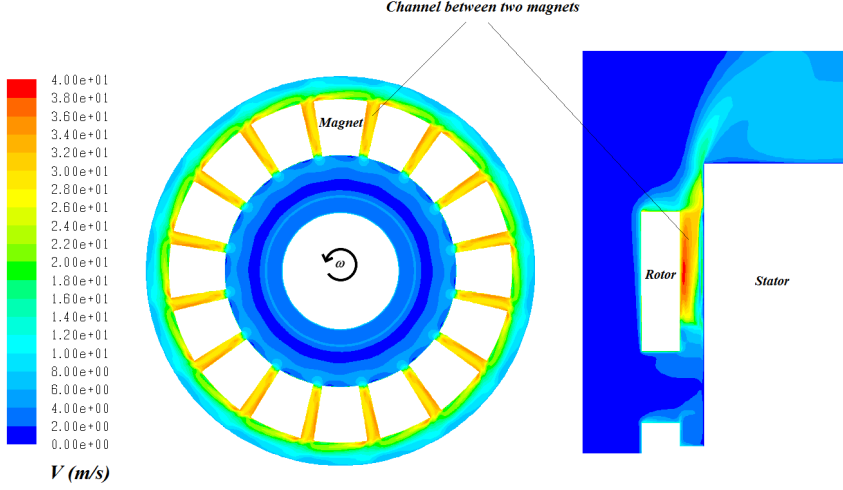 Channel between two magnets
4.00e+01
3.80e+01
3.60e+01
3.40e+01
3.20e+01
3.00e+01
2.80e+01
2.60e+01
2.40e+01
2.20e+01
2.00e+01
1.80e+01
1.60e+01
1.40e+01
1.20e+01
1.00e+01
8.00e+00
6.00e+00
4.00e+00
2.00e+00
0.00e+00
V (m/s)
Magnet
ω
Rotor
Stator